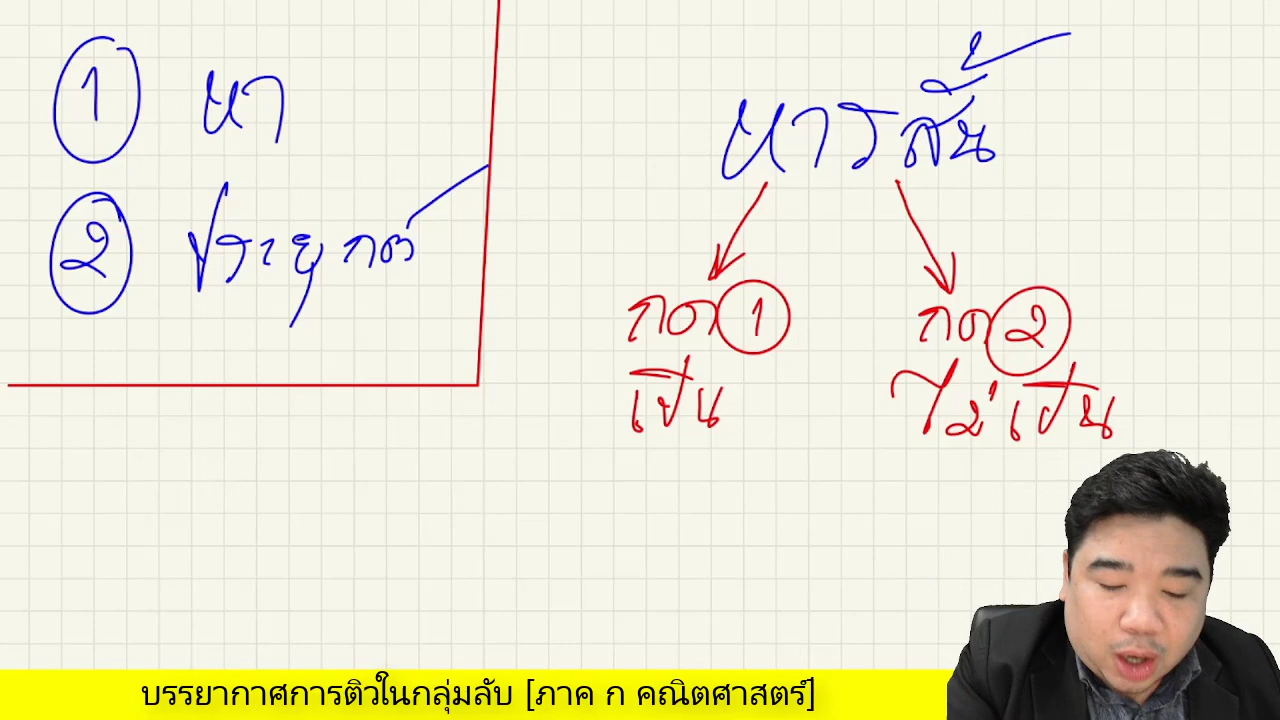 1 หา
2 ประยุกต์
หารสั้น
กด 1 กด 2
เป็น ไม่เป็น
บรรยากาศการติวในกลุ่มลับ [ภาค ก คณิตศาสตร์]